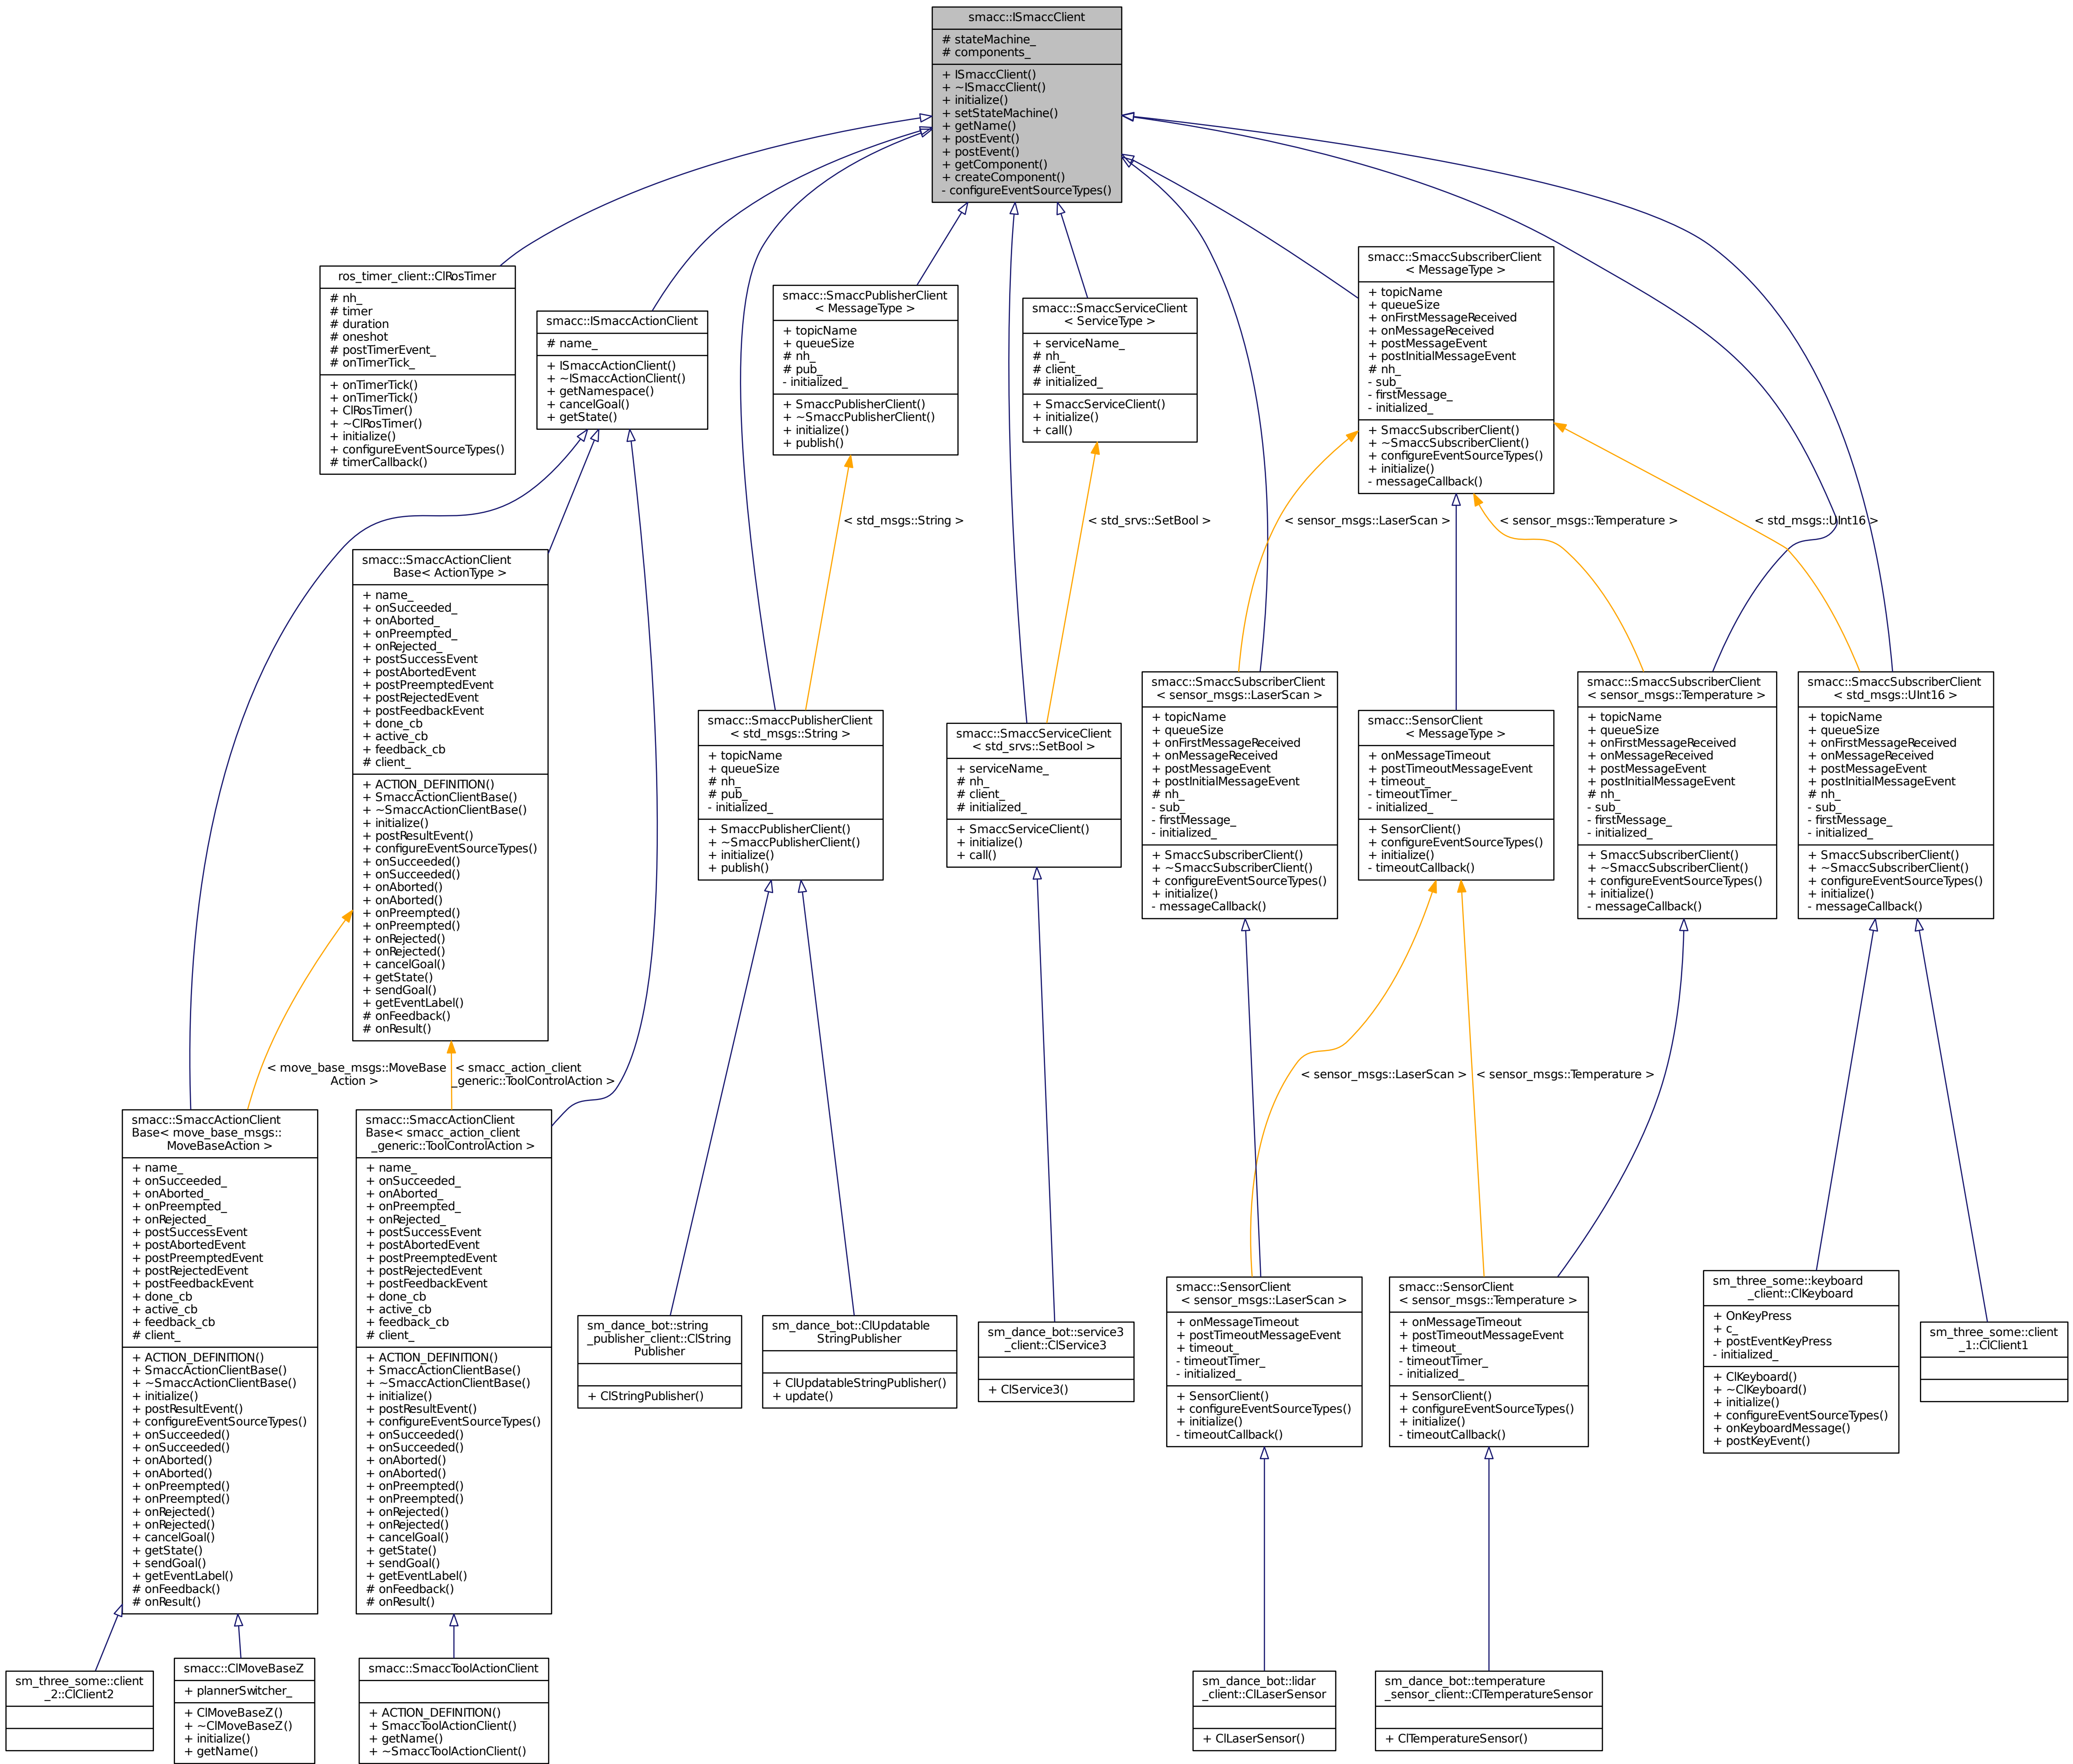 smacc::ISmaccClient
# stateMachine_
# components_
+ ISmaccClient()
+ ~ISmaccClient()
+ initialize()
+ setStateMachine()
+ getName()
+ postEvent()
+ postEvent()
+ getComponent()
+ createComponent()
- configureEventSourceTypes()
ros_timer_client::ClRosTimer
# nh_
# timer
# duration
# oneshot
# postTimerEvent_
# onTimerTick_
+ onTimerTick()
+ onTimerTick()
+ ClRosTimer()
+ ~ClRosTimer()
+ initialize()
+ configureEventSourceTypes()
# timerCallback()
smacc::ISmaccActionClient
# name_
+ ISmaccActionClient()
+ ~ISmaccActionClient()
+ getNamespace()
+ cancelGoal()
+ getState()
smacc::SmaccPublisherClient
< MessageType >
+ topicName
+ queueSize
# nh_
# pub_
- initialized_
+ SmaccPublisherClient()
+ ~SmaccPublisherClient()
+ initialize()
+ publish()
smacc::SmaccServiceClient
< ServiceType >
+ serviceName_
# nh_
# client_
# initialized_
+ SmaccServiceClient()
+ initialize()
+ call()
smacc::SmaccSubscriberClient
< MessageType >
+ topicName
+ queueSize
+ onFirstMessageReceived
+ onMessageReceived
+ postMessageEvent
+ postInitialMessageEvent
# nh_
- sub_
- firstMessage_
- initialized_
+ SmaccSubscriberClient()
+ ~SmaccSubscriberClient()
+ configureEventSourceTypes()
+ initialize()
- messageCallback()
< std_msgs::String >
< std_srvs::SetBool >
< sensor_msgs::LaserScan >
< sensor_msgs::Temperature >
< std_msgs::UInt16 >
smacc::SmaccActionClient
Base< ActionType >
+ name_
+ onSucceeded_
+ onAborted_
+ onPreempted_
+ onRejected_
+ postSuccessEvent
+ postAbortedEvent
+ postPreemptedEvent
+ postRejectedEvent
+ postFeedbackEvent
+ done_cb
+ active_cb
+ feedback_cb
# client_
+ ACTION_DEFINITION()
+ SmaccActionClientBase()
+ ~SmaccActionClientBase()
+ initialize()
+ postResultEvent()
+ configureEventSourceTypes()
+ onSucceeded()
+ onSucceeded()
+ onAborted()
+ onAborted()
+ onPreempted()
+ onPreempted()
+ onRejected()
+ onRejected()
+ cancelGoal()
+ getState()
+ sendGoal()
+ getEventLabel()
# onFeedback()
# onResult()
smacc::SmaccPublisherClient
< std_msgs::String >
+ topicName
+ queueSize
# nh_
# pub_
- initialized_
+ SmaccPublisherClient()
+ ~SmaccPublisherClient()
+ initialize()
+ publish()
smacc::SmaccServiceClient
< std_srvs::SetBool >
+ serviceName_
# nh_
# client_
# initialized_
+ SmaccServiceClient()
+ initialize()
+ call()
smacc::SmaccSubscriberClient
< sensor_msgs::LaserScan >
+ topicName
+ queueSize
+ onFirstMessageReceived
+ onMessageReceived
+ postMessageEvent
+ postInitialMessageEvent
# nh_
- sub_
- firstMessage_
- initialized_
+ SmaccSubscriberClient()
+ ~SmaccSubscriberClient()
+ configureEventSourceTypes()
+ initialize()
- messageCallback()
smacc::SensorClient
< MessageType >
+ onMessageTimeout
+ postTimeoutMessageEvent
+ timeout_
- timeoutTimer_
- initialized_
+ SensorClient()
+ configureEventSourceTypes()
+ initialize()
- timeoutCallback()
smacc::SmaccSubscriberClient
< sensor_msgs::Temperature >
+ topicName
+ queueSize
+ onFirstMessageReceived
+ onMessageReceived
+ postMessageEvent
+ postInitialMessageEvent
# nh_
- sub_
- firstMessage_
- initialized_
+ SmaccSubscriberClient()
+ ~SmaccSubscriberClient()
+ configureEventSourceTypes()
+ initialize()
- messageCallback()
smacc::SmaccSubscriberClient
< std_msgs::UInt16 >
+ topicName
+ queueSize
+ onFirstMessageReceived
+ onMessageReceived
+ postMessageEvent
+ postInitialMessageEvent
# nh_
- sub_
- firstMessage_
- initialized_
+ SmaccSubscriberClient()
+ ~SmaccSubscriberClient()
+ configureEventSourceTypes()
+ initialize()
- messageCallback()
< move_base_msgs::MoveBase
Action >
< smacc_action_client
_generic::ToolControlAction >
< sensor_msgs::LaserScan >
< sensor_msgs::Temperature >
smacc::SmaccActionClient
Base< move_base_msgs::
MoveBaseAction >
+ name_
+ onSucceeded_
+ onAborted_
+ onPreempted_
+ onRejected_
+ postSuccessEvent
+ postAbortedEvent
+ postPreemptedEvent
+ postRejectedEvent
+ postFeedbackEvent
+ done_cb
+ active_cb
+ feedback_cb
# client_
+ ACTION_DEFINITION()
+ SmaccActionClientBase()
+ ~SmaccActionClientBase()
+ initialize()
+ postResultEvent()
+ configureEventSourceTypes()
+ onSucceeded()
+ onSucceeded()
+ onAborted()
+ onAborted()
+ onPreempted()
+ onPreempted()
+ onRejected()
+ onRejected()
+ cancelGoal()
+ getState()
+ sendGoal()
+ getEventLabel()
# onFeedback()
# onResult()
smacc::SmaccActionClient
Base< smacc_action_client
_generic::ToolControlAction >
+ name_
+ onSucceeded_
+ onAborted_
+ onPreempted_
+ onRejected_
+ postSuccessEvent
+ postAbortedEvent
+ postPreemptedEvent
+ postRejectedEvent
+ postFeedbackEvent
+ done_cb
+ active_cb
+ feedback_cb
# client_
+ ACTION_DEFINITION()
+ SmaccActionClientBase()
+ ~SmaccActionClientBase()
+ initialize()
+ postResultEvent()
+ configureEventSourceTypes()
+ onSucceeded()
+ onSucceeded()
+ onAborted()
+ onAborted()
+ onPreempted()
+ onPreempted()
+ onRejected()
+ onRejected()
+ cancelGoal()
+ getState()
+ sendGoal()
+ getEventLabel()
# onFeedback()
# onResult()
sm_dance_bot::string
_publisher_client::ClString
Publisher
+ ClStringPublisher()
sm_dance_bot::ClUpdatable
StringPublisher
+ ClUpdatableStringPublisher()
+ update()
sm_dance_bot::service3
_client::ClService3
+ ClService3()
smacc::SensorClient
< sensor_msgs::LaserScan >
+ onMessageTimeout
+ postTimeoutMessageEvent
+ timeout_
- timeoutTimer_
- initialized_
+ SensorClient()
+ configureEventSourceTypes()
+ initialize()
- timeoutCallback()
smacc::SensorClient
< sensor_msgs::Temperature >
+ onMessageTimeout
+ postTimeoutMessageEvent
+ timeout_
- timeoutTimer_
- initialized_
+ SensorClient()
+ configureEventSourceTypes()
+ initialize()
- timeoutCallback()
sm_three_some::keyboard
_client::ClKeyboard
+ OnKeyPress
+ c_
+ postEventKeyPress
- initialized_
+ ClKeyboard()
+ ~ClKeyboard()
+ initialize()
+ configureEventSourceTypes()
+ onKeyboardMessage()
+ postKeyEvent()
sm_three_some::client
_1::ClClient1
sm_three_some::client
_2::ClClient2
smacc::ClMoveBaseZ
+ plannerSwitcher_
+ ClMoveBaseZ()
+ ~ClMoveBaseZ()
+ initialize()
+ getName()
smacc::SmaccToolActionClient
+ ACTION_DEFINITION()
+ SmaccToolActionClient()
+ getName()
+ ~SmaccToolActionClient()
sm_dance_bot::lidar
_client::ClLaserSensor
+ ClLaserSensor()
sm_dance_bot::temperature
_sensor_client::ClTemperatureSensor
+ ClTemperatureSensor()